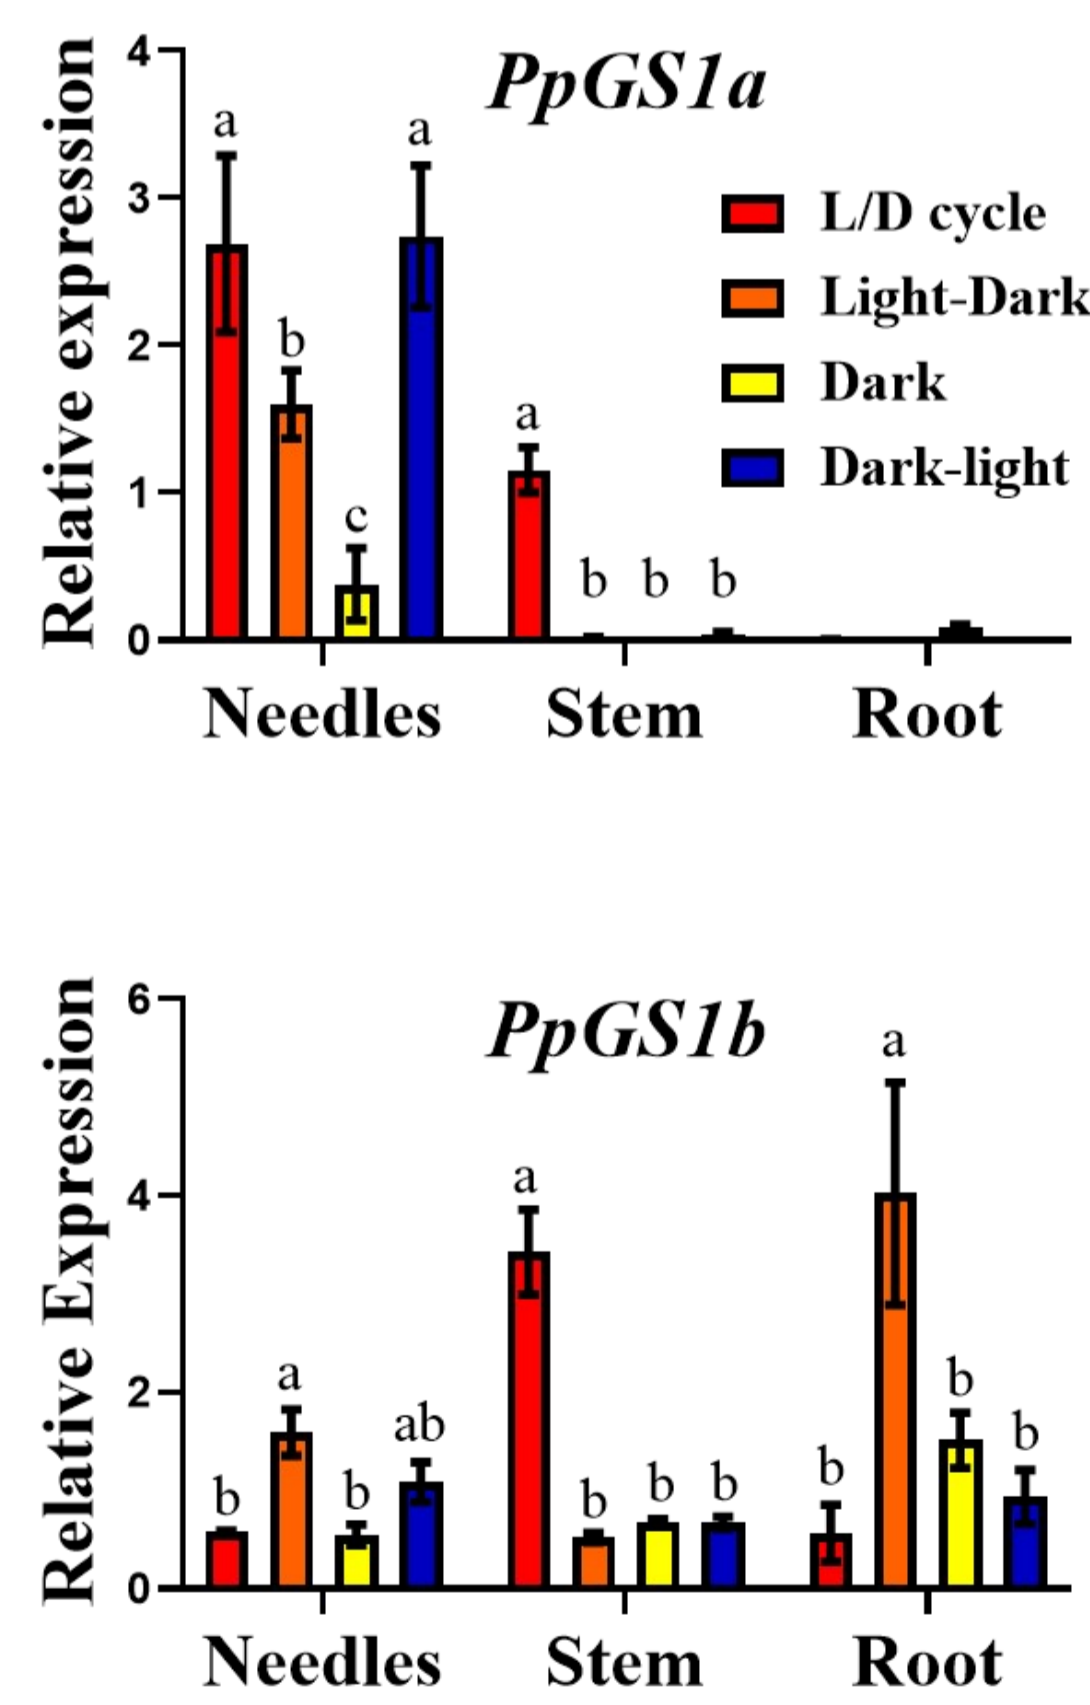 PpGS1a
Relative expression
4
3
2
1
0
a
b
c
a
a
b
b
b
L/D cycle
Light-Dark
Dark
Dark-light
Needles
Stem
Root
PpGS1b
Relative Expression
6
4
2
0
b
a
b
ab
a
b
b
b
b
a
b
b
Needles
Stem
Root